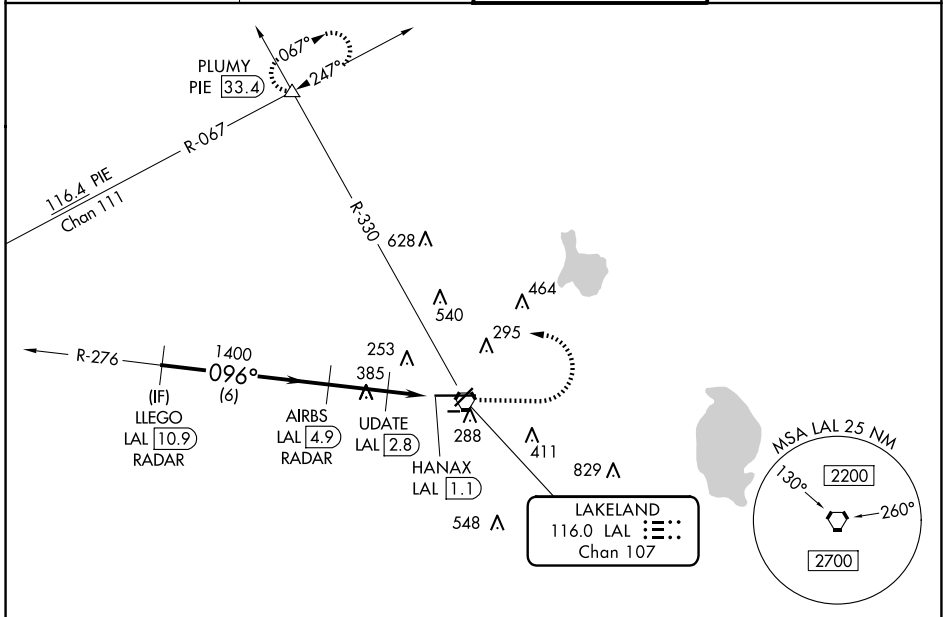 067°
247°
PLUMY
PIE 33.4
R-067
116.4 PIE
Chan 111
R-330
628
464
540
295
253
385
R-276
1400
096°
(6)
(IF)
LLEGO
LAL 10.9
RADAR
AIRBS
LAL 4.9
RADAR
UDATE
LAL 2.8
HANAX
LAL 1.1
288
411
829
548
LAKELAND
116.0 LAL
Chan 107
MSA LAL 25 NM
130°
2200
260°
2700